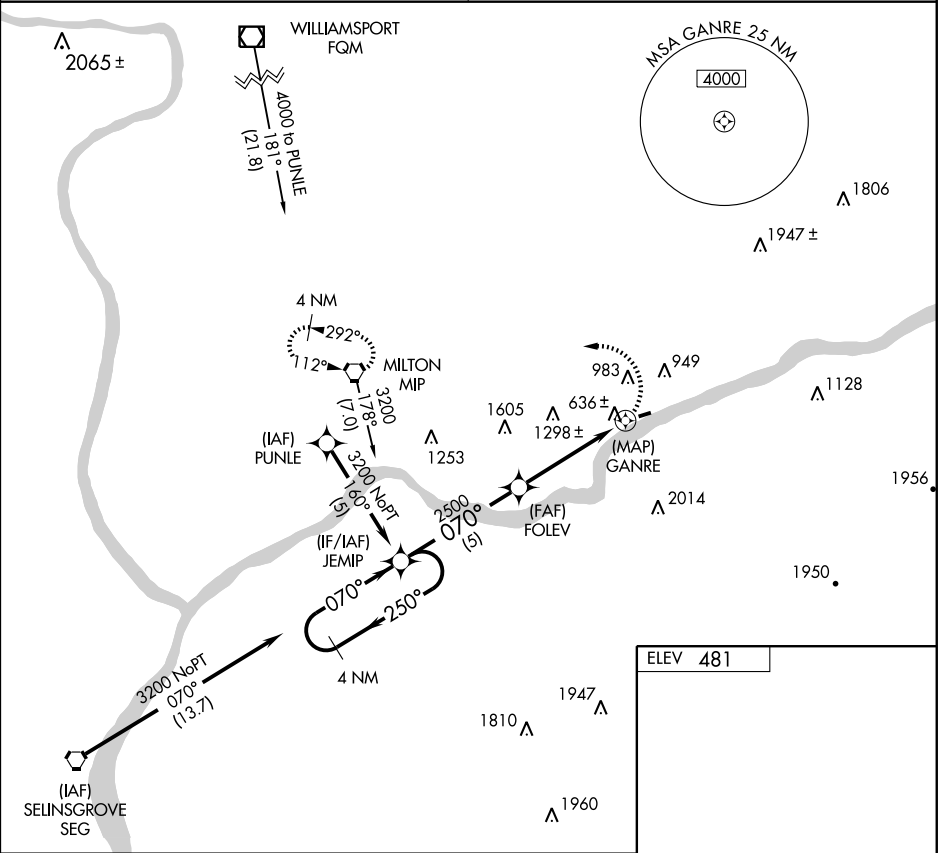 2065 ±
WILLIAMSPORT
FQM
4000 to PUNLE
181°
(21.8)
MSA GANRE 25 NM
4000
1806
1947 ±
4 NM
292°
112°
MILTON
MIP
3200
178°
(7.0)
983
949
1128
1605
636 ±
1298 ±
1253
(MAP)
GANRE
(IAF)
PUNLE
3200 NoPT
160°
(5)
2500
070°
(5)
(FAF)
FOLEV
2014
1956
(IF/IAF)
JEMIP
1950
070°
250°
4 NM
3200 NoPT
070°
(13.7)
ELEV 481
1947
1810
1960
(IAF)
SELINSGROVE
SEG